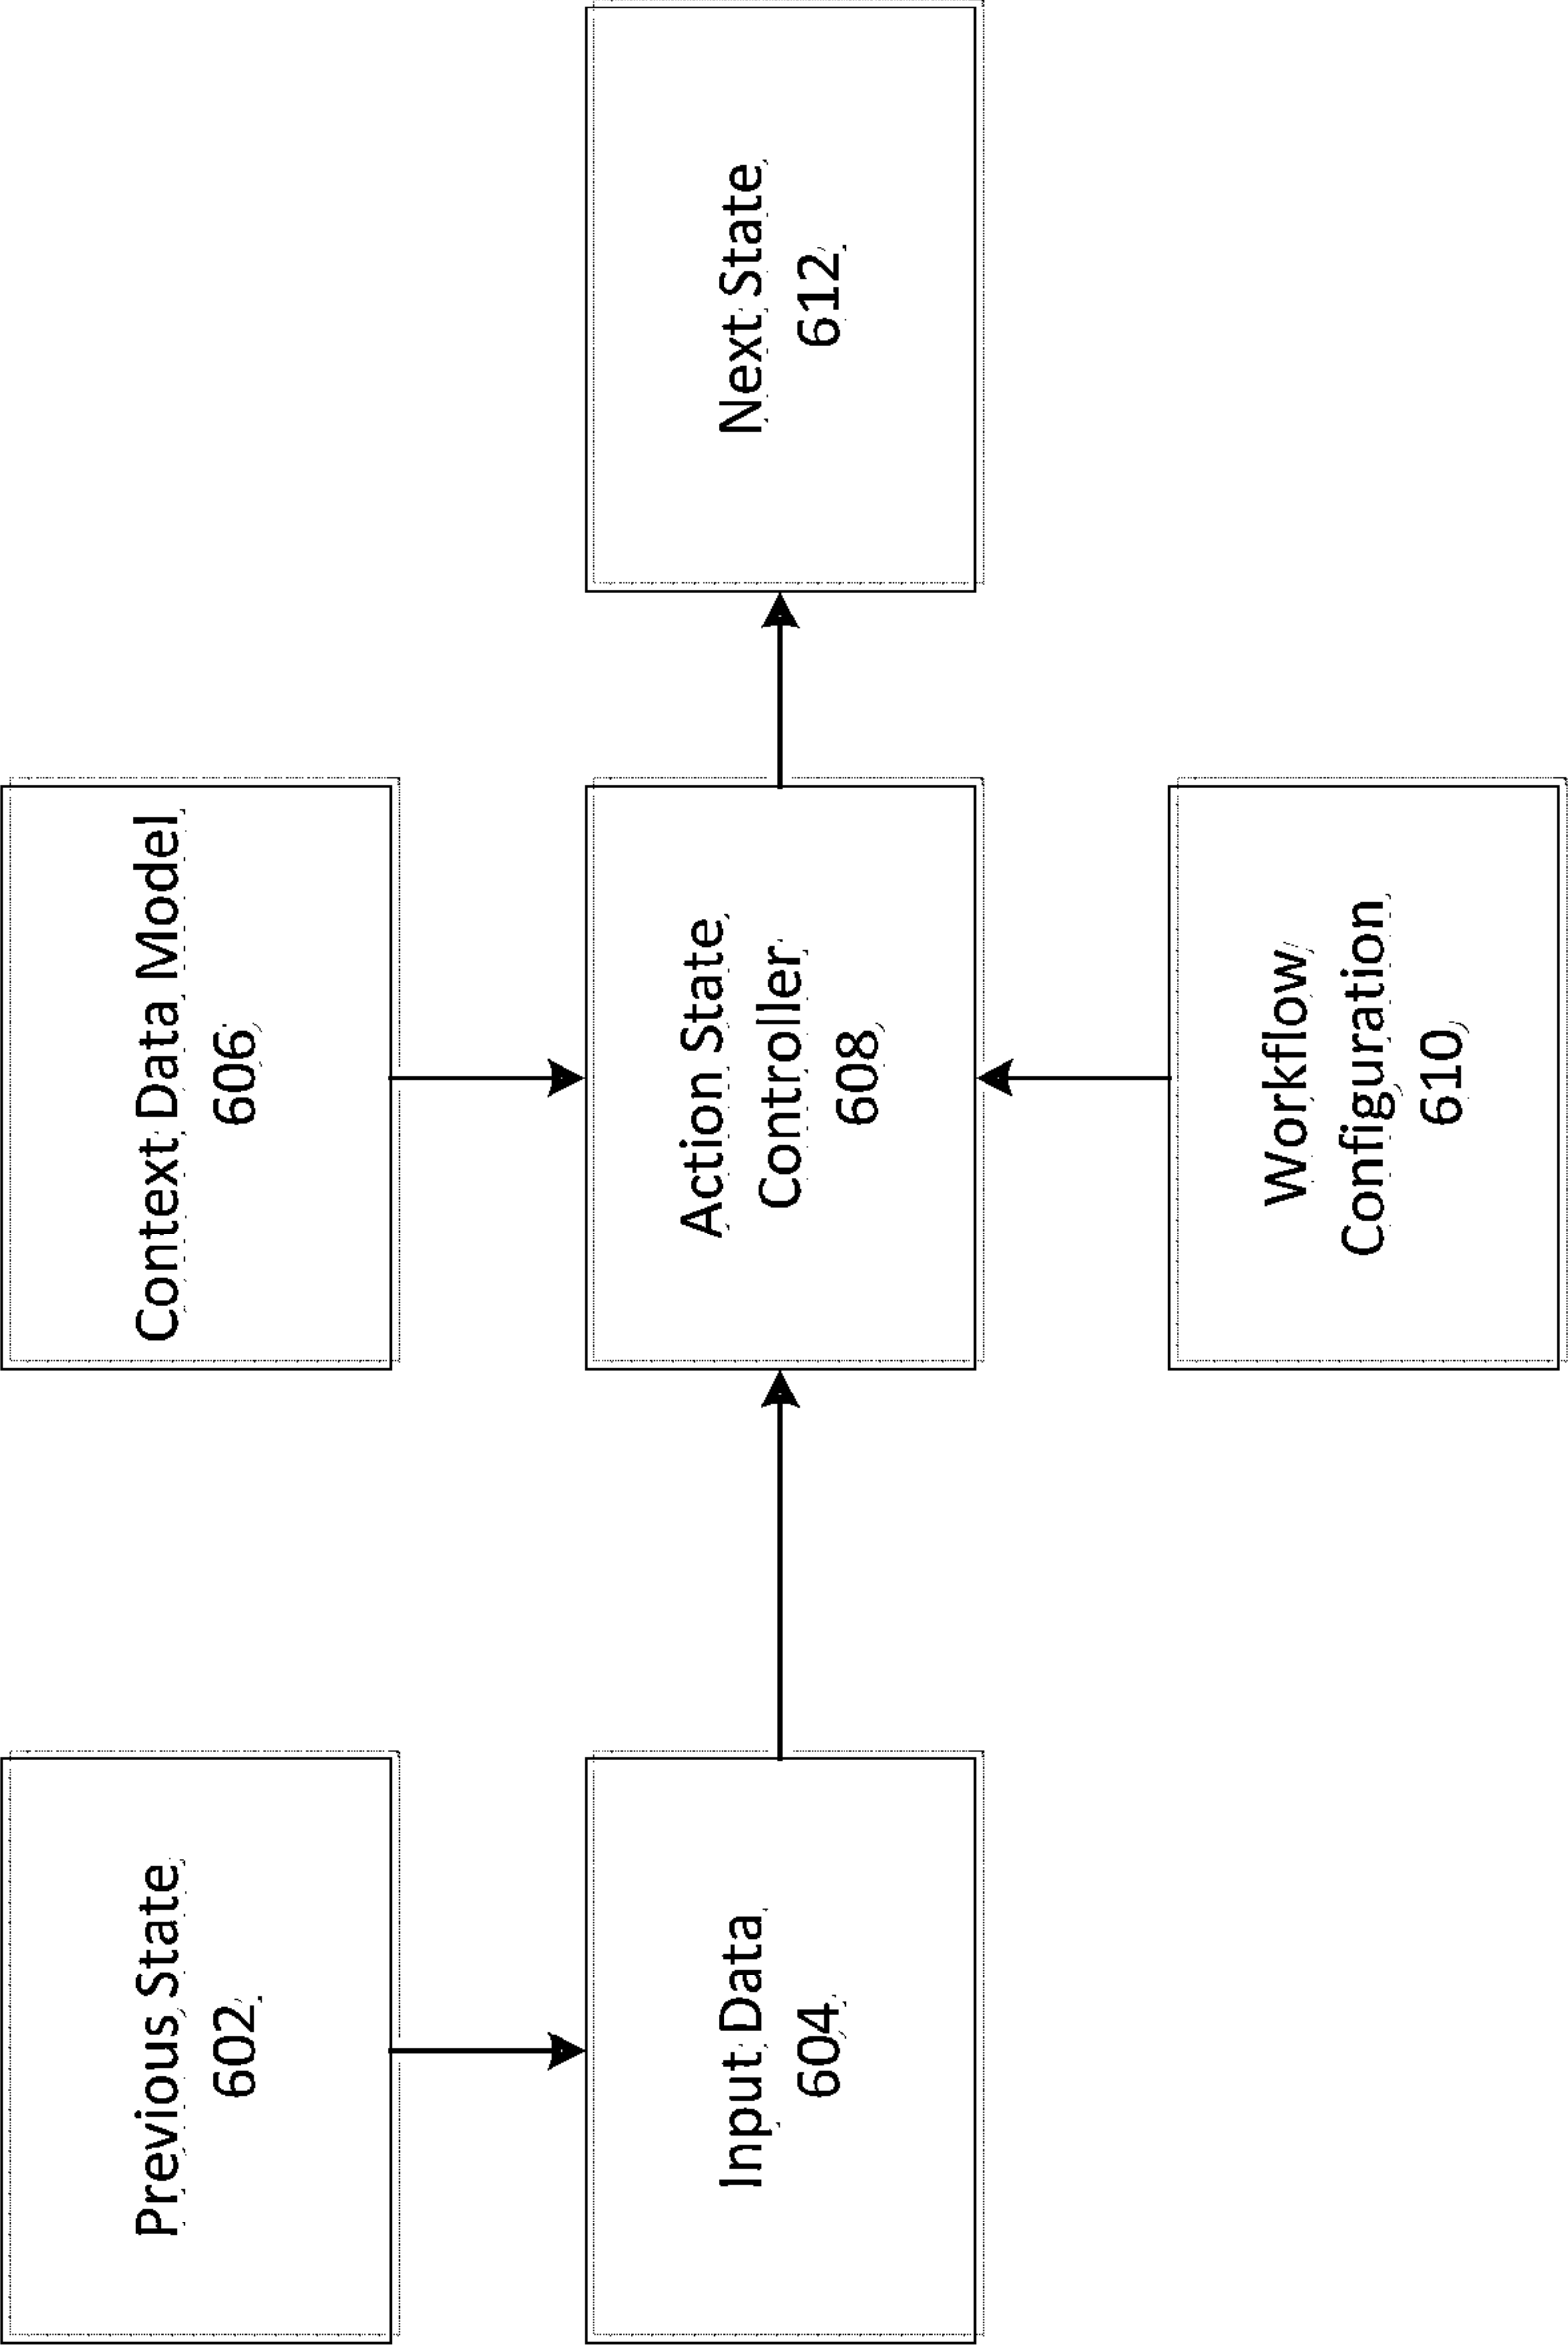 Previous State
602
Context Data Model
606
Input Data
604
Action State
Controller
608
Next State
612
Workflow
Configuration
610